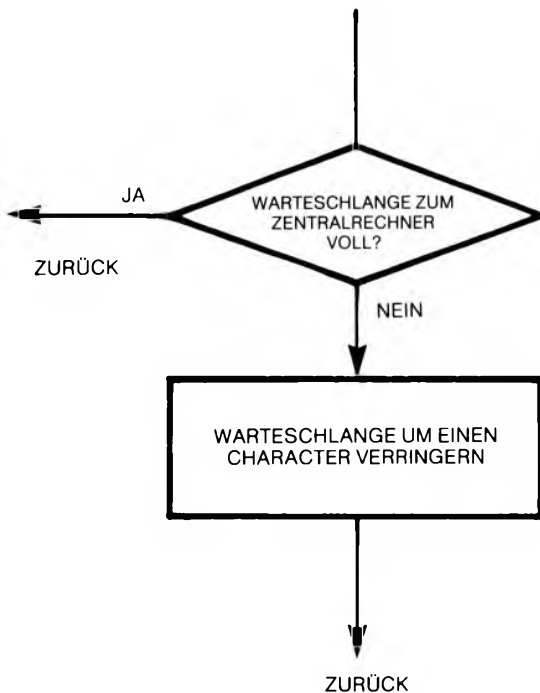 JA
WARTESCHLANGE ZUM
ZENTRALRECHNER
VOLL?
ZURÜCK
NEIN
WARTESCHLANGE UM EINEN
CHARACTER VERRINGERN
ZURÜCK